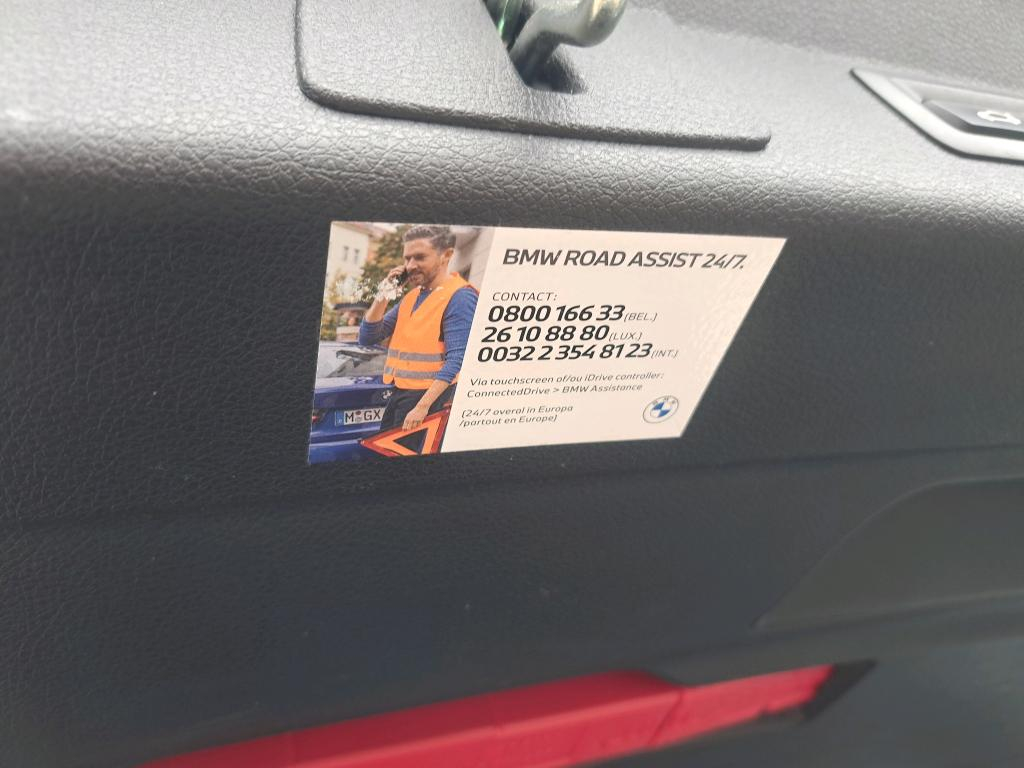 BMW ROAD ASSIST 24/7.
CONTACT:
0800 166 33 (BEL.)
26 10 88 80 (LUX.)
0032 2 354 81 23 (INT.)
Via touchscreen of/ou iDrive controller:
ConnectedDrive > BMW Assistance
(24/7 overal in Europa
/partout en Europe)
M GX
BMW